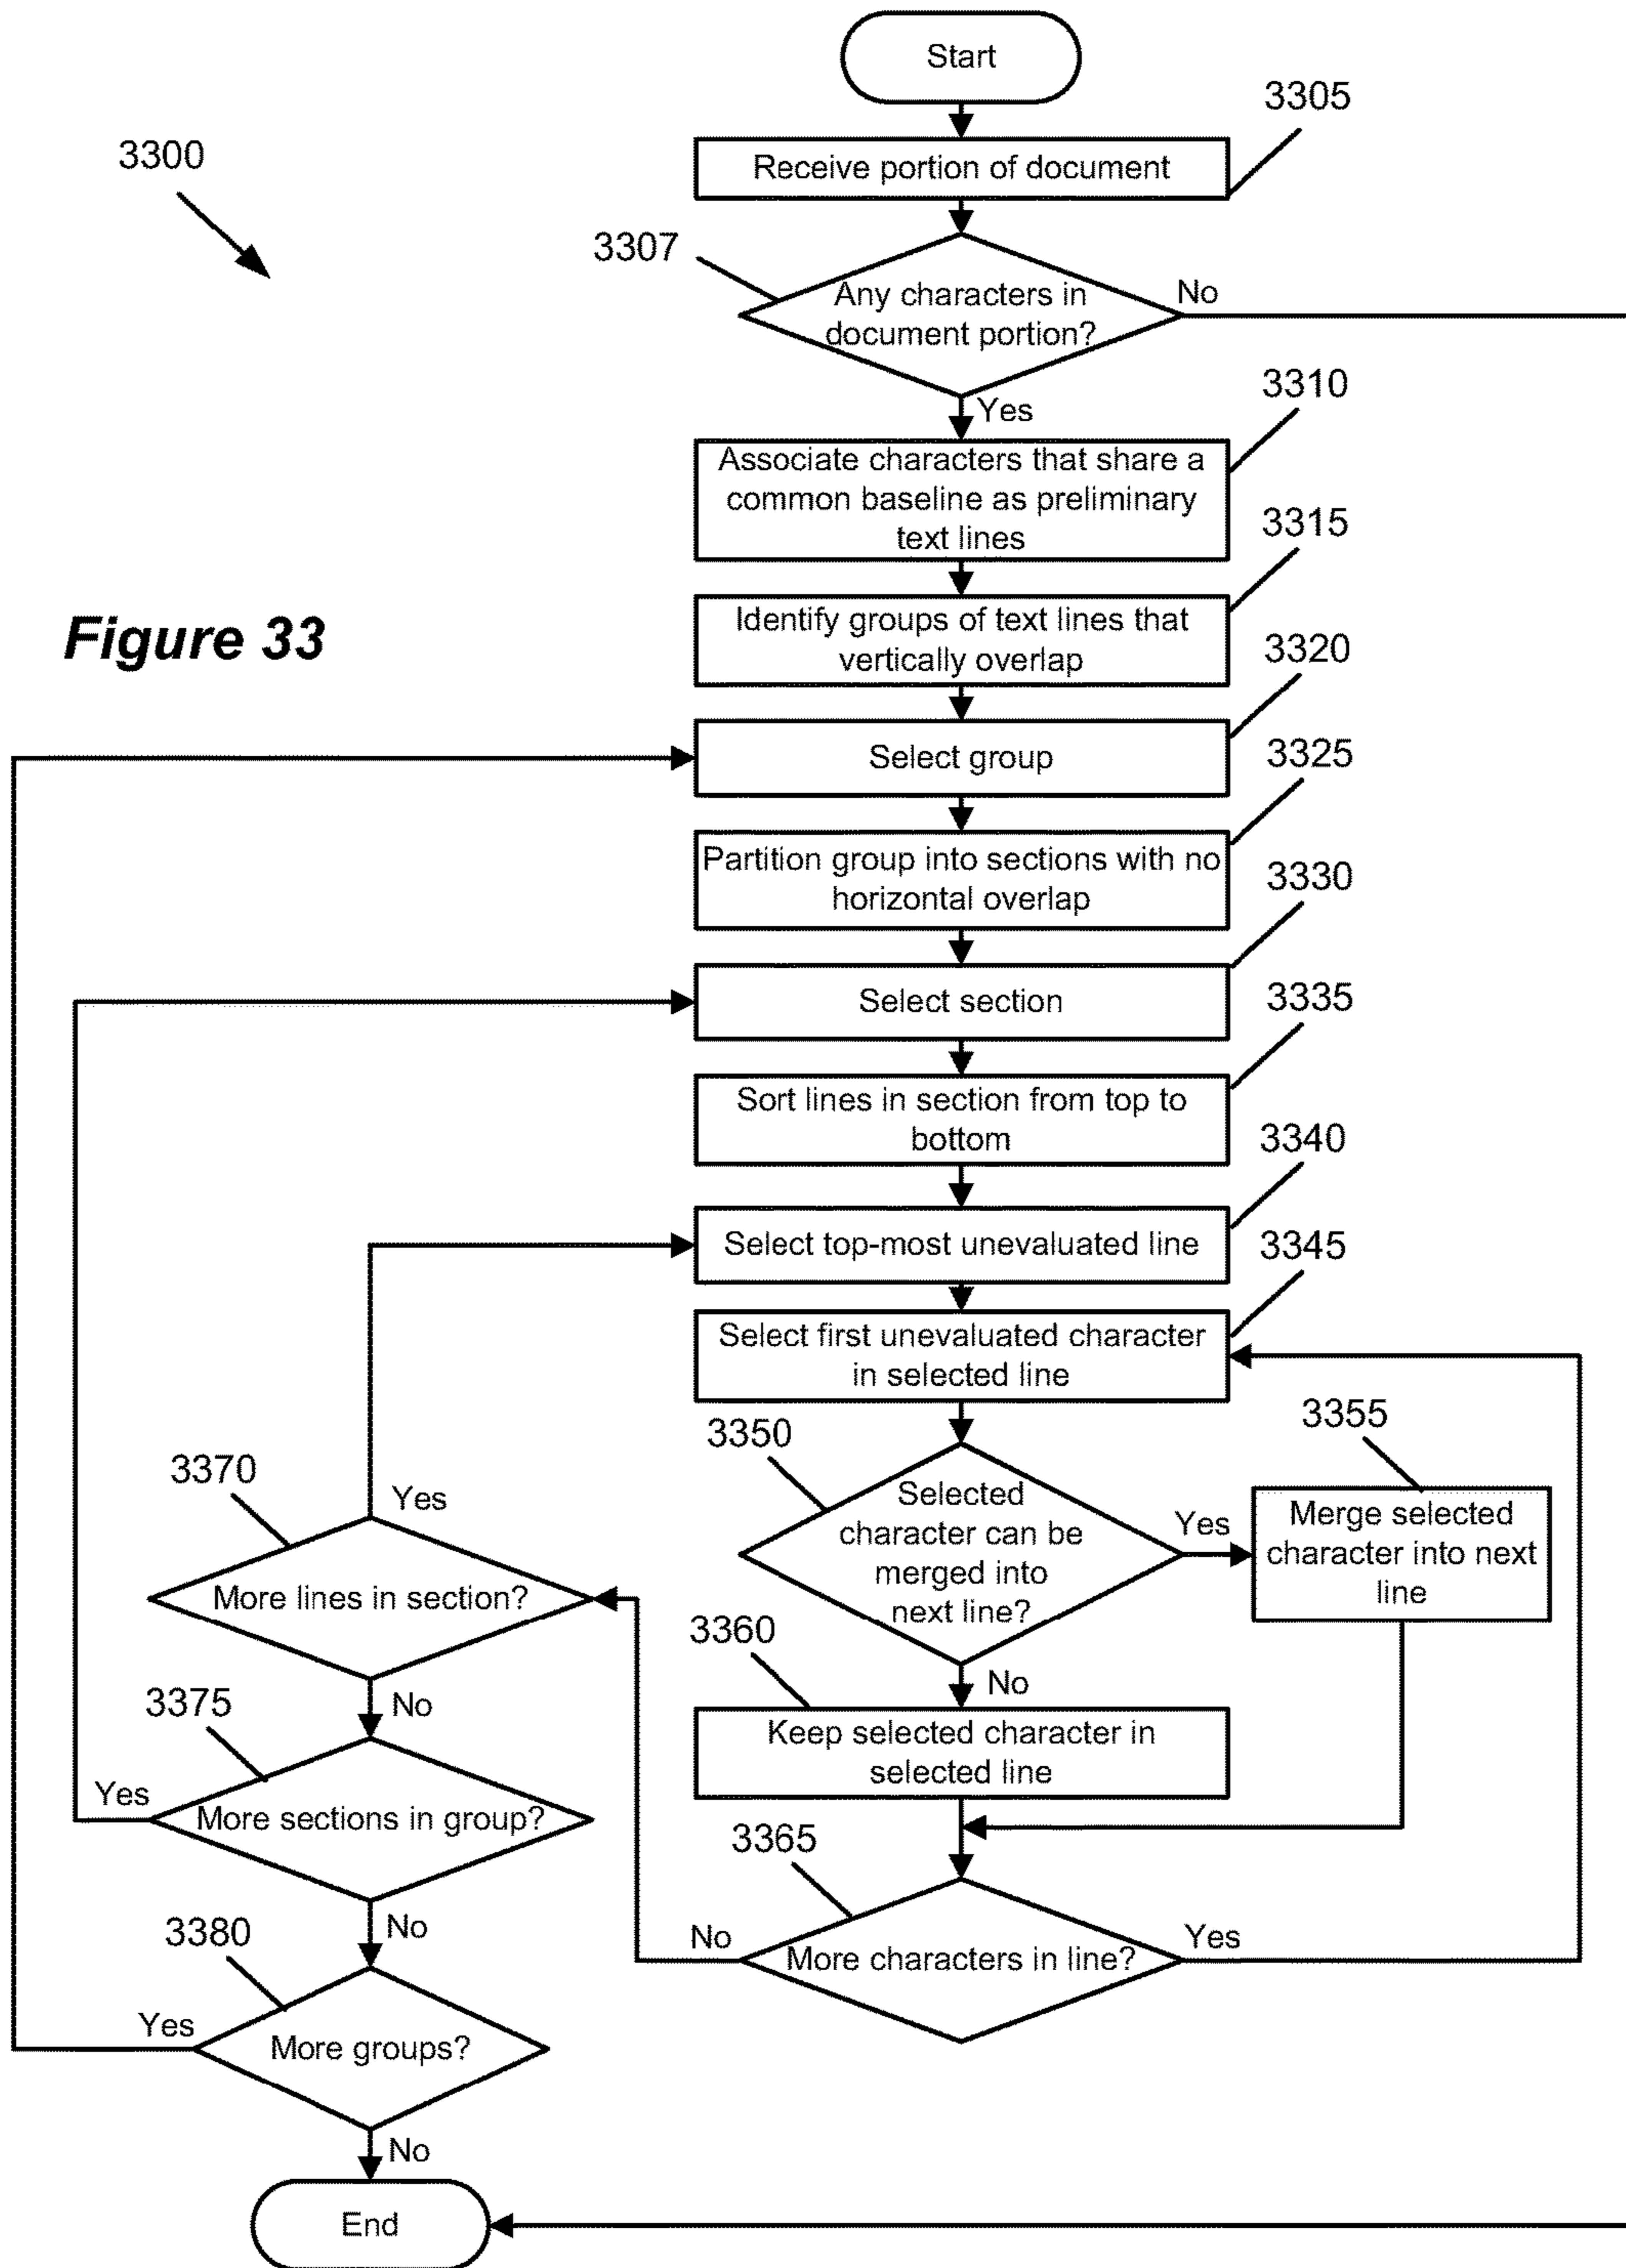 Start
3305
3300
Receive portion of document
3307
Any characters in
document portion?
No
Yes
3310
Associate characters that share a
common baseline as preliminary
text lines
3315
Figure 33
Identify groups of text lines that
vertically overlap
3320
Select group
3325
Partition group into sections with no
horizontal overlap
3330
Select section
3335
Sort lines in section from top to
bottom
3340
Select top-most unevaluated line
3345
Select first unevaluated character
in selected line
3350
Selected
character can be
merged into
next line?
Yes
3355
Merge selected
character into next
line
No
3360
Keep selected character in
selected line
3365
More characters in line?
No
Yes
3370
Yes
More lines in section?
No
3375
Yes
More sections in group?
No
3380
Yes
More groups?
No
End